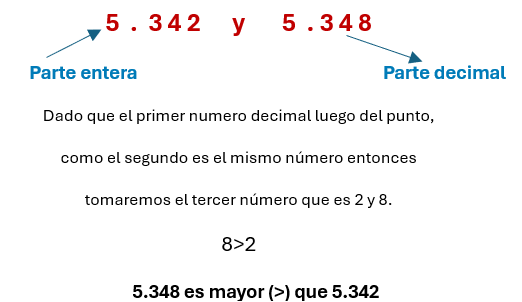 5 . 3 4 2 y 5 . 3 4 8
Parte entera Parte decimal
Dado que el primer numero decimal luego del punto,
como el segundo es el mismo número entonces
tomaremos el tercer número que es 2 y 8.
8>2
5.348 es mayor (>) que 5.342